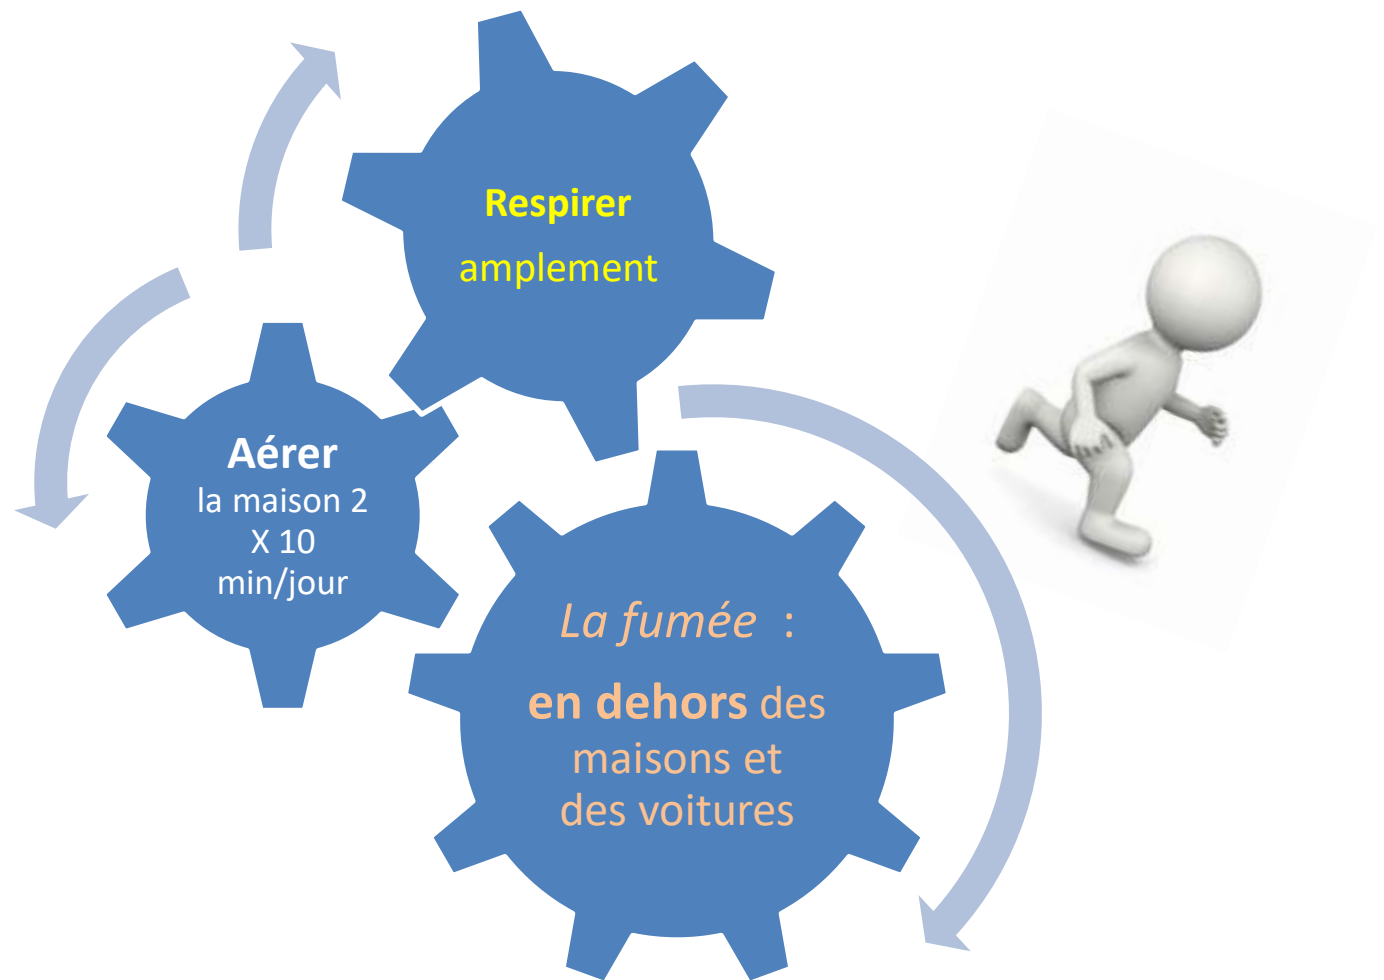 Respirer
amplement
Aérer
la maison 2
X 10
min/jour
La fumée  :
en dehors des
maisons et
des voitures